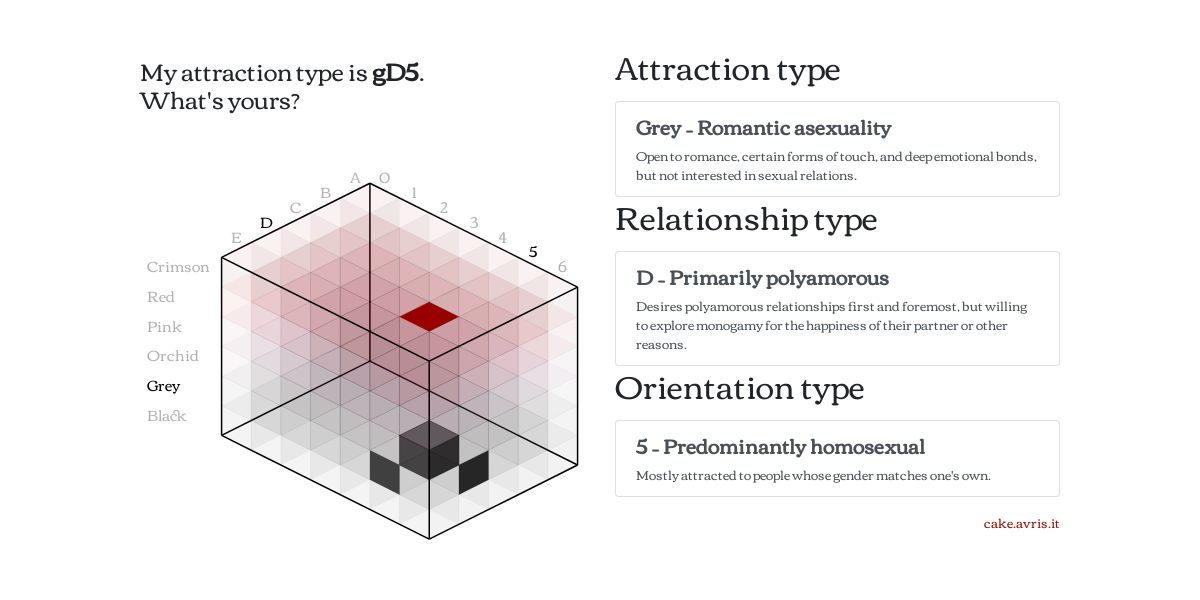 My attraction type is gD5.
What's yours?
A
B
C
D
E
0
1
2
3
4
5
6
Crimson
Red
Pink
Orchid
Grey
Black
Attraction type
Grey – Romantic asexuality
Open to romance, certain forms of touch, and deep emotional bonds,
but not interested in sexual relations.
Relationship type
D – Primarily polyamorous
Desires polyamorous relationships first and foremost, but willing
to explore monogamy for the happiness of their partner or other
reasons.
Orientation type
5 – Predominantly homosexual
Mostly attracted to people whose gender matches one's own.
cake.avris.it